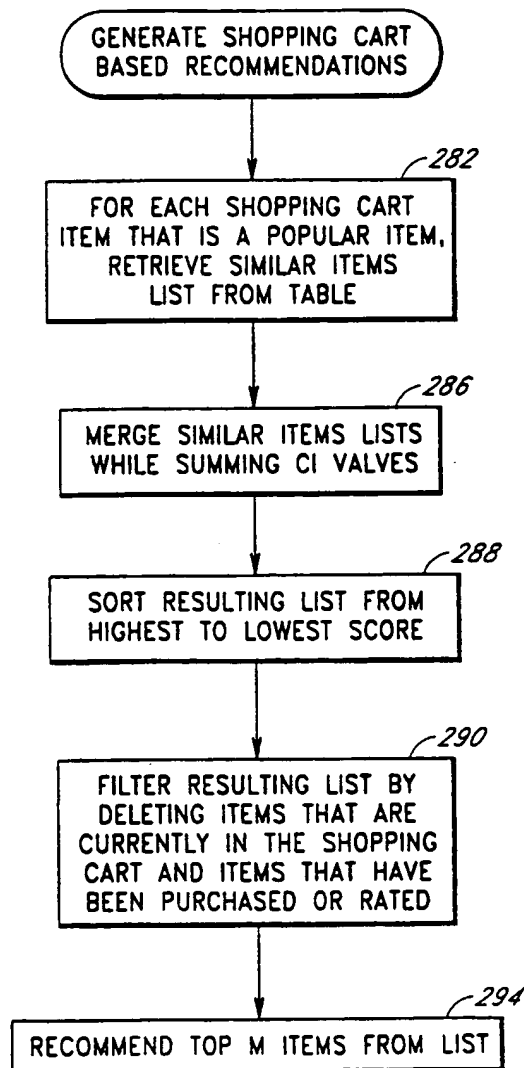 GENERATE SHOPPING CART
BASED RECOMMENDATIONS
282
FOR EACH SHOPPING CART
ITEM THAT IS A POPULAR ITEM,
RETRIEVE SIMILAR ITEMS
LIST FROM TABLE
286
MERGE SIMILAR ITEMS LISTS
WHILE SUMMING CI VALVES
288
SORT RESULTING LIST FROM
HIGHEST TO LOWEST SCORE
290
FILTER RESULTING LIST BY
DELETING ITEMS THAT ARE
CURRENTLY IN THE SHOPPING
CART AND ITEMS THAT HAVE
BEEN PURCHASED OR RATED
294
RECOMMEND TOP M ITEMS FROM LIST